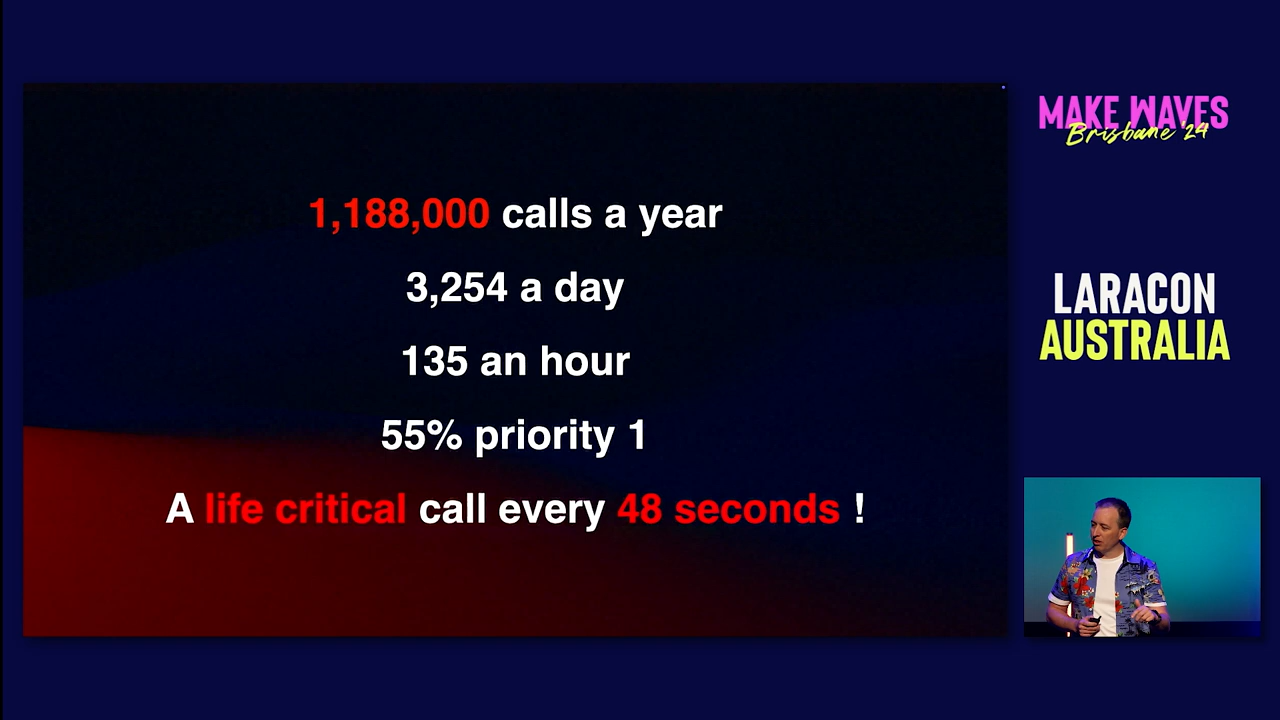 1,188,000 calls a year
3,254 a day
135 an hour
55% priority 1
A life critical call every 48 seconds !
MAKE WAVES
Brisbane '24
LARACON
AUSTRALIA